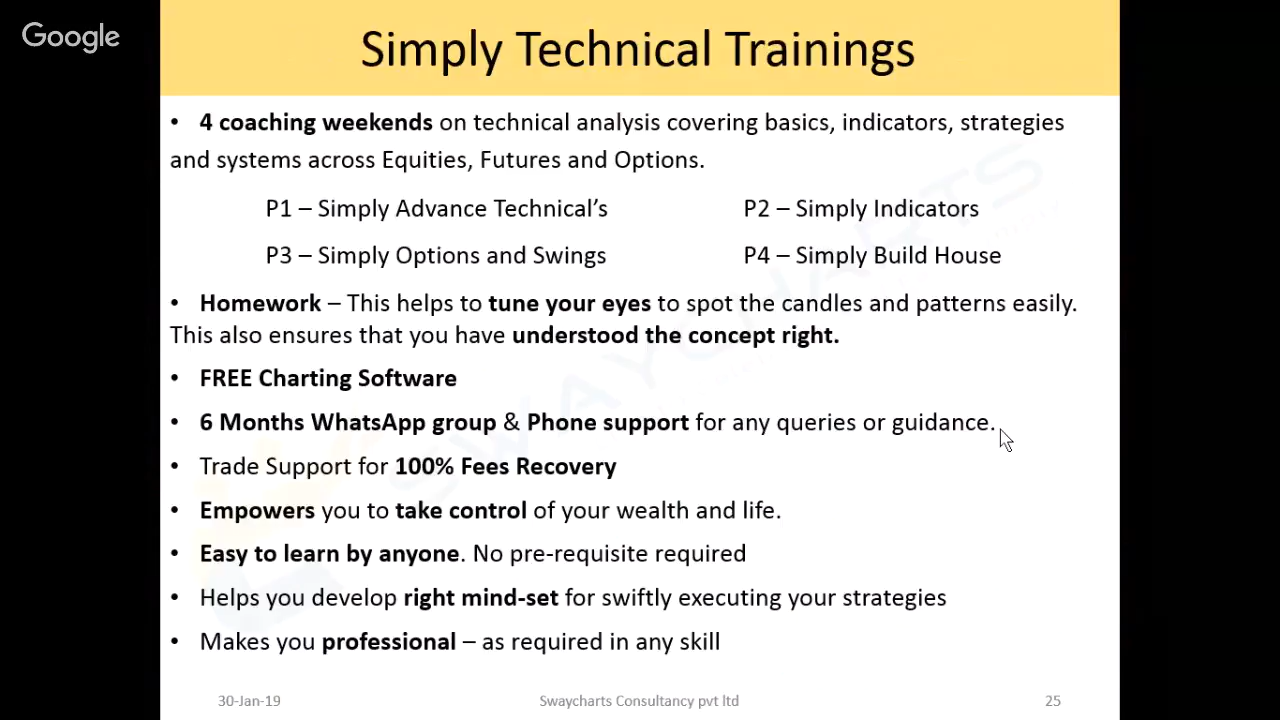 Google
Simply Technical Trainings
• 4 coaching weekends on technical analysis covering basics, indicators, strategies
and systems across Equities, Futures and Options.
P1 – Simply Advance Technical’s P2 – Simply Indicators
P3 – Simply Options and Swings P4 – Simply Build House
• Homework – This helps to tune your eyes to spot the candles and patterns easily.
This also ensures that you have understood the concept right.
• FREE Charting Software
• 6 Months WhatsApp group & Phone support for any queries or guidance.
• Trade Support for 100% Fees Recovery
• Empowers you to take control of your wealth and life.
• Easy to learn by anyone. No pre-requisite required
• Helps you develop right mind-set for swiftly executing your strategies
• Makes you professional – as required in any skill
SWAYCHARTS
30-Jan-19 Swaycharts Consultancy pvt ltd 25